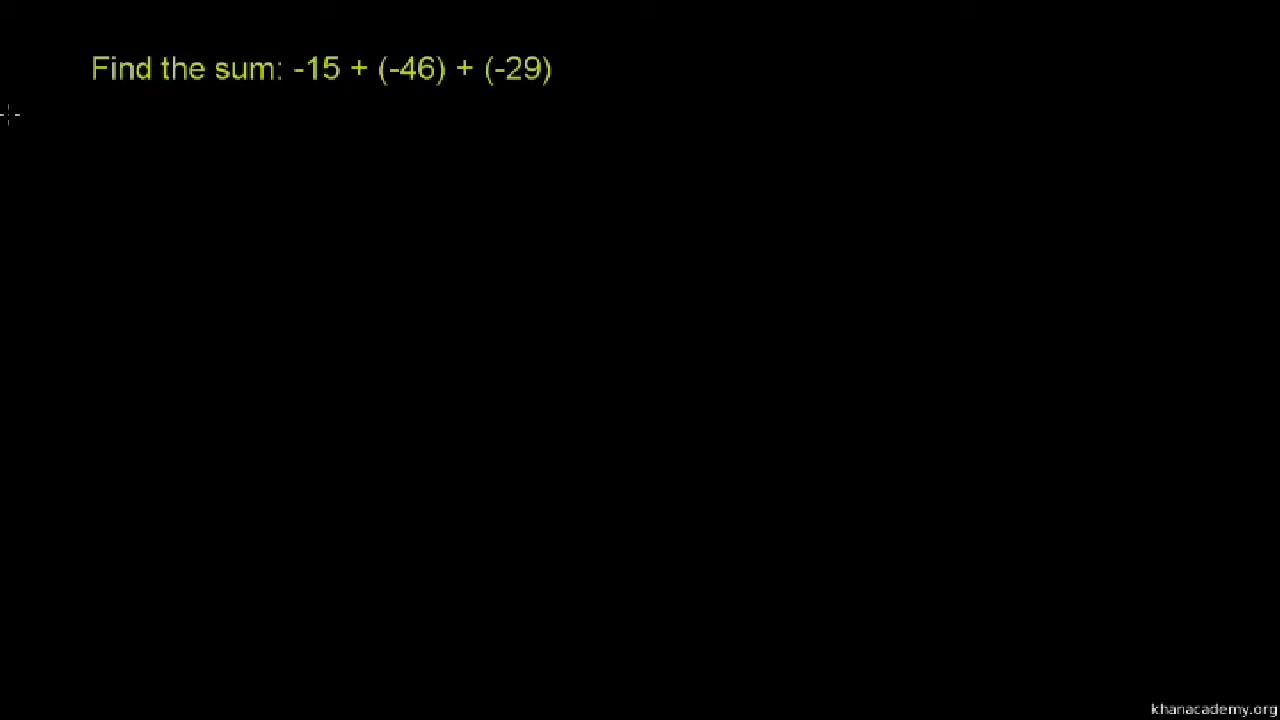 Find the sum: -15 + (-46) + (-29)
khanacademy.org